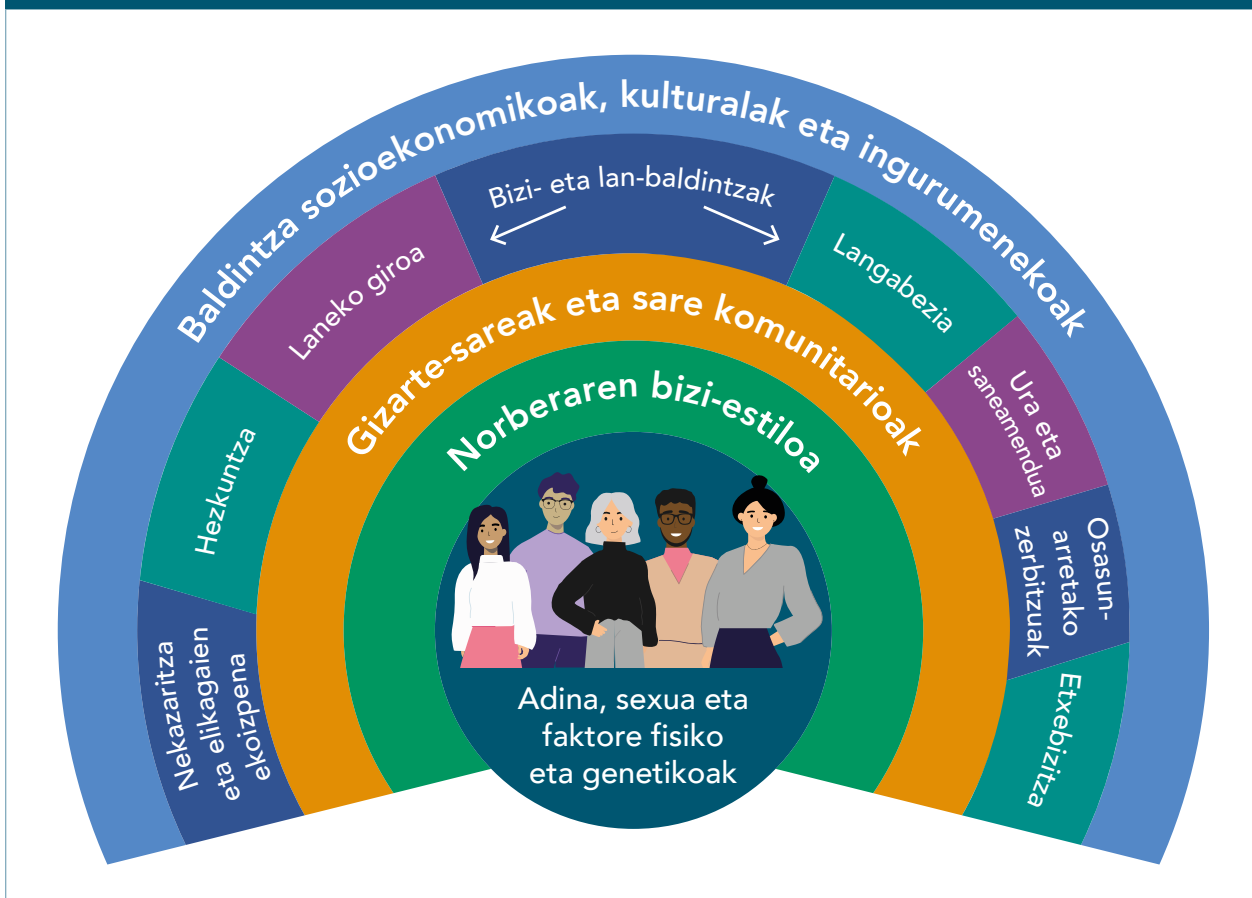 Baldintza sozioekonomikoak, kulturalak eta ingurumenekoak
Bizi- eta lan-baldintzak
Nekazaritza
eta elikagaien
ekoizpena
Hezkuntza
Laneko giroa
Langabezia
Ura eta
saneamendua
Osasun-
arretako
zerbitzuak
Etxebizitza
Gizarte-sareak eta sare komunitarioak
Norberaren bizi-estiloa
Adina, sexua eta
faktore fisiko
eta genetikoak